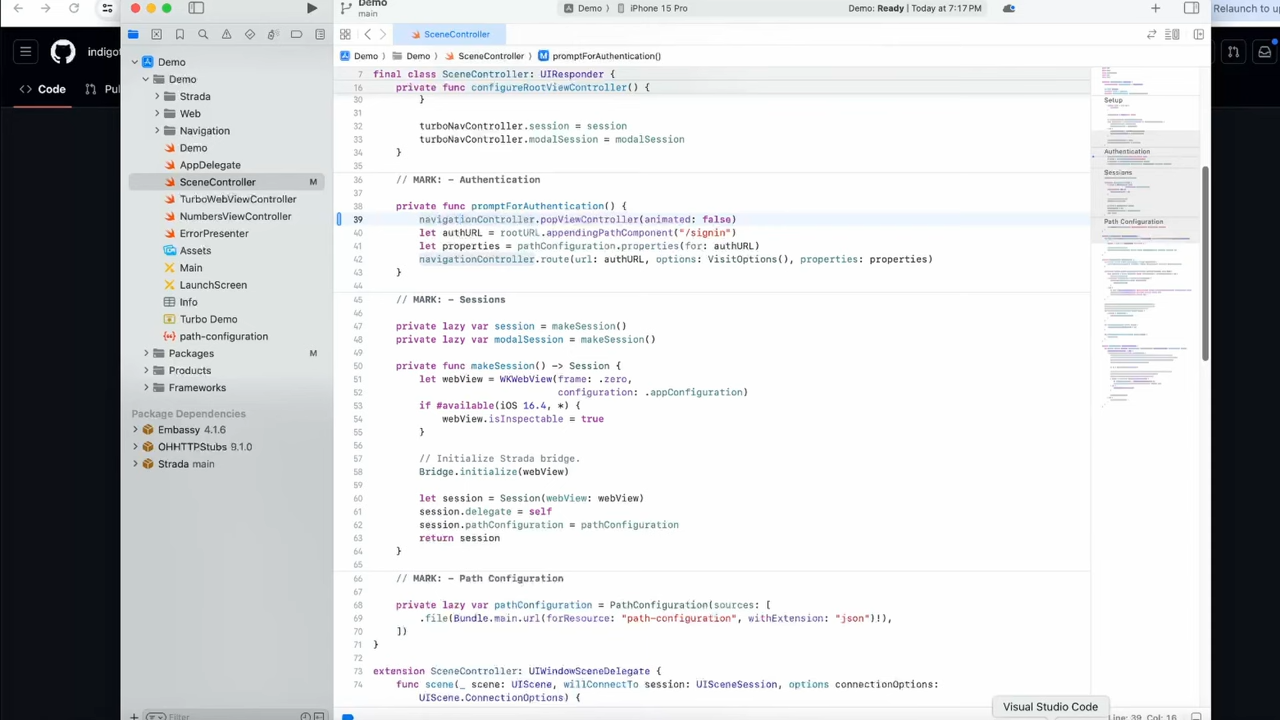 Demo
main
Demo
iPhone 15 Pro
Demo: Ready | Today at 7:17 PM
Relaunch to u
SceneController
indigo
Code
Pul
Demo
Demo
SceneController
promptForAuthentication()
Demo
Demo
Strada
Web
Navigation
Demo
AppDelegate
SceneController M
TurboWebViewController
NumbersViewController
ErrorPresenter
Assets
Main
LaunchScreen
Info
Turbo Demo
path-configuration
Packages M
Products
Frameworks
Package Dependencies
Embassy 4.1.6
OHHTTPStubs 9.1.0
Strada main
Filter
7 final class SceneController: UIResponder {
16 private func configureRootViewController() {
30
31
32 turboNavController.session = session
33 turboNavController.modalSession = modalSession
34 }
36 // - Authentication
37
38 private func promptForAuthentication() {
39 vigationController.popViewController(animated: false)
40 thURL = rootURL.appendingPathComponent("/signin")
41 operties = pathConfiguration.properties(for: authURL)
42 igationController.route(url: authURL, options: VisitOptions(), properties: properties)
43 }
44
45 // MARK: - Sessions
46
47 private lazy var session = makeSession()
48 private lazy var modalSession = makeSession()
49
50 private func makeSession() -> Session {
51 let webView = WKWebView(frame: .zero,
52 configuration: .appConfiguration)
53 if #available(iOS 16.4, *) {
54 webView.isInspectable = true
55 }
56
57 // Initialize Strada bridge.
58 Bridge.initialize(webView)
59
60 let session = Session(webView: webView)
61 session.delegate = self
62 session.pathConfiguration = pathConfiguration
63 return session
64 }
65
66 // MARK: - Path Configuration
67
68 private lazy var pathConfiguration = PathConfiguration(sources: [
69 .file(Bundle.main.url(forResource: "path-configuration", withExtension: "json")!),
70 ])
71 }
72
73 extension SceneController: UIWindowSceneDelegate {
74 func scene(_ scene: UIScene, willConnectTo session: UISceneSession, options connectionOptions:
UIScene.ConnectionOptions) {
Setup
Authentication
Sessions
Path Configuration
Visual Studio Code
Line: 39 Col: 16